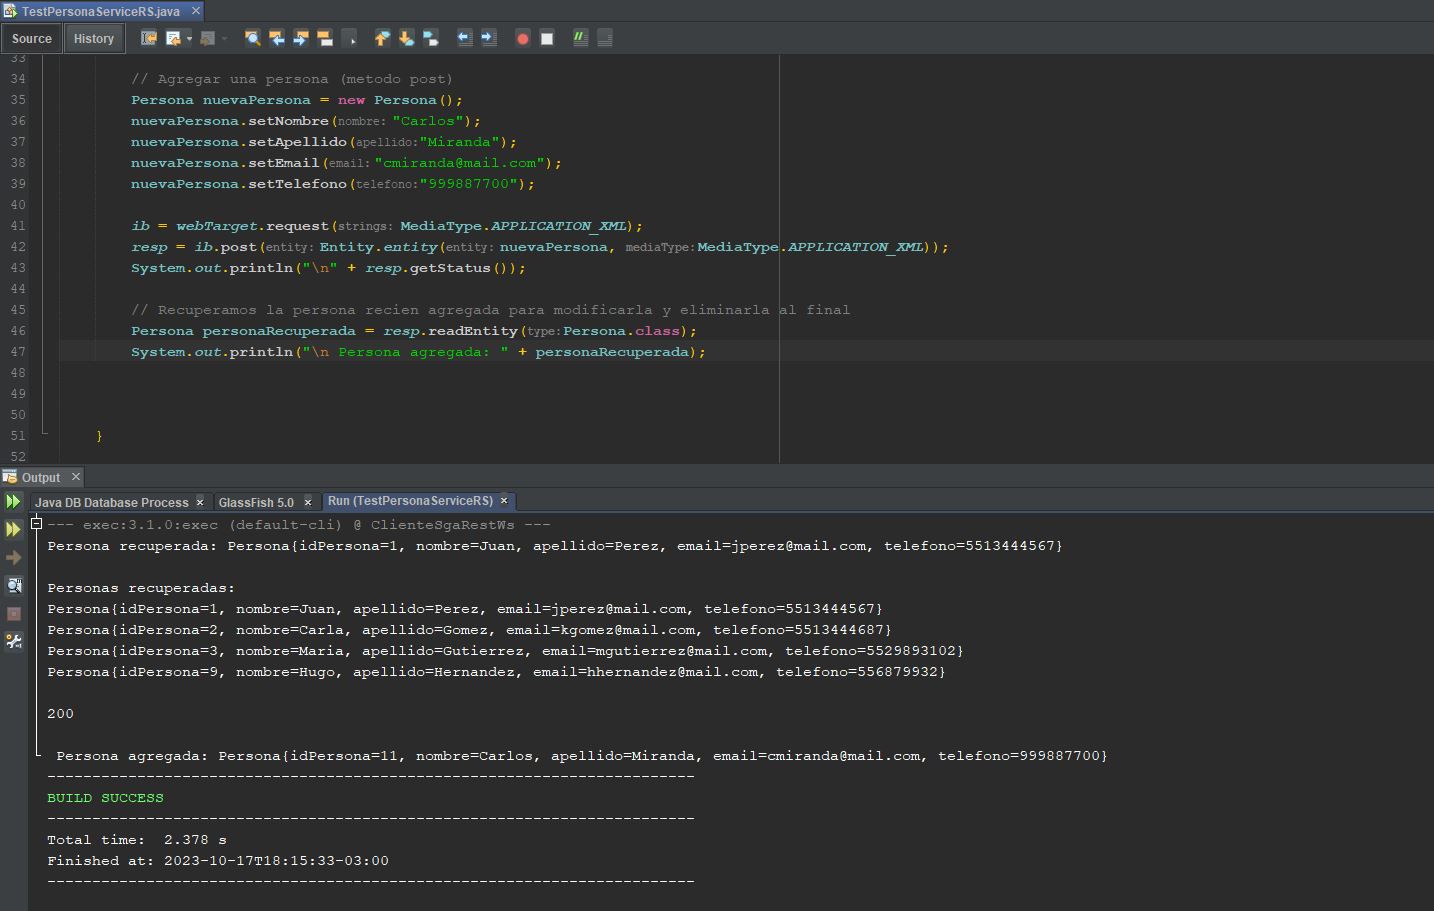 TestPersonaServiceRS.java ×
Source History
33
34 // Agregar una persona (metodo post)
35 Persona nuevaPersona = new Persona();
36 nuevaPersona.setNombre(nombre: "Carlos");
37 nuevaPersona.setApellido(apellido:"Miranda");
38 nuevaPersona.setEmail(email:"cmiranda@mail.com");
39 nuevaPersona.setTelefono(telefono:"999887700");
40
41 ib = webTarget.request(strings: MediaType.APPLICATION_XML);
42 resp = ib.post(entity: Entity.entity(entity: nuevaPersona, mediaType:MediaType.APPLICATION_XML));
43 System.out.println("\n" + resp.getStatus());
44
45 // Recuperamos la persona recien agregada para modificarla y eliminarla al final
46 Persona personaRecuperada = resp.readEntity(type:Persona.class);
47 System.out.println("\n Persona agregada: " + personaRecuperada);
48
49
50
51 }
52
Output ×
Java DB Database Process × GlassFish 5.0 × Run (TestPersonaServiceRS) ×
--- exec:3.1.0:exec (default-cli) @ ClienteSgaRestWs ---
Persona recuperada: Persona{idPersona=1, nombre=Juan, apellido=Perez, email=jperez@mail.com, telefono=5513444567}
Personas recuperadas:
Persona{idPersona=1, nombre=Juan, apellido=Perez, email=jperez@mail.com, telefono=5513444567}
Persona{idPersona=2, nombre=Carla, apellido=Gomez, email=kgomez@mail.com, telefono=5513444687}
Persona{idPersona=3, nombre=Maria, apellido=Gutierrez, email=mgutierrez@mail.com, telefono=5529893102}
Persona{idPersona=9, nombre=Hugo, apellido=Hernandez, email=hhernandez@mail.com, telefono=556879932}
200
Persona agregada: Persona{idPersona=11, nombre=Carlos, apellido=Miranda, email=cmiranda@mail.com, telefono=999887700}
------------------------------------------------------------------------
BUILD SUCCESS
------------------------------------------------------------------------
Total time:  2.378 s
Finished at: 2023-10-17T18:15:33-03:00
------------------------------------------------------------------------